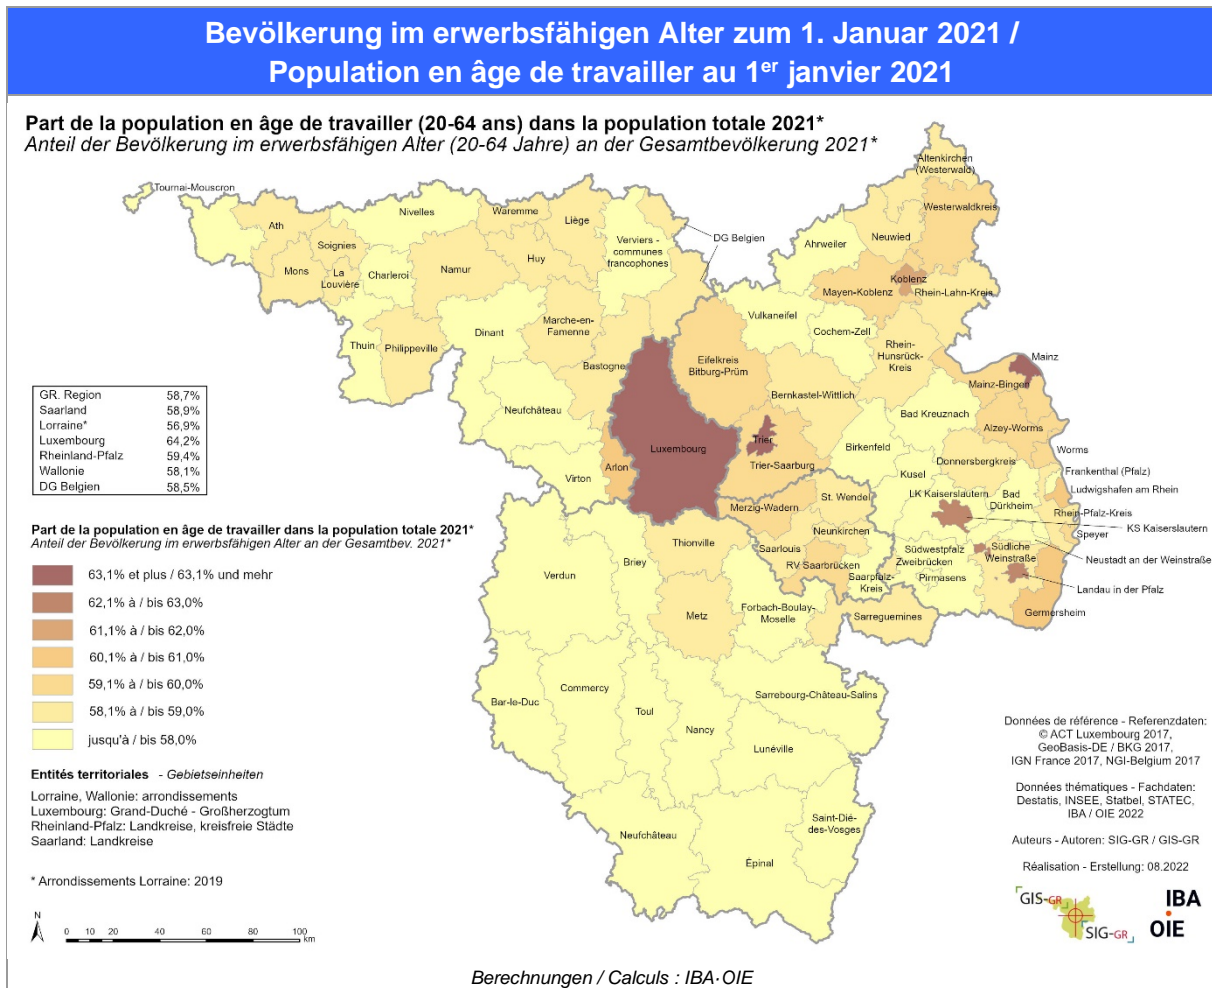 Bevölkerung im erwerbsfähigen Alter zum 1. Januar 2021 /
Population en âge de travailler au 1er janvier 2021
Part de la population en âge de travailler (20-64 ans) dans la population totale 2021*
Anteil der Bevölkerung im erwerbsfähigen Alter (20-64 Jahre) an der Gesamtbevölkerung 2021*
Tournai-Mouscron
Ath
Nivelles
Waremme
Liège
Soignies
Mons
La
Louvière
Charleroi
Namur
Huy
Verviers -
communes
francophones
DG Belgien
Thuin
Philippeville
Dinant
Marche-en-
Famenne
Bastogne
Neufchâteau
Arlon
Virton
Luxembourg
Altenkirchen
(Westerwald)
Westerwaldkreis
Neuwied
Ahrweiler
Koblenz
Mayen-Koblenz
Rhein-Lahn-Kreis
Vulkaneifel
Cochem-Zell
Eifelkreis
Bitburg-Prüm
Rhein-
Hunsrück-
Kreis
Mainz
Mainz-Bingen
Bernkastel-Wittlich
Bad Kreuznach
Alzey-Worms
Trier
Trier-Saarburg
Birkenfeld
Worms
Donnersbergkreis
Frankenthal (Pfalz)
Kusel
Ludwigshafen am Rhein
LK Kaiserslautern
Bad
Dürkheim
Rhein-Pfalz-Kreis
KS Kaiserslautern
Speyer
Neustadt an der Weinstraße
Südwestpfalz
Zweibrücken
Pirmasens
Südliche
Weinstraße
Landau in der Pfalz
Germersheim
St. Wendel
Merzig-Wadern
Neunkirchen
Saarlouis
RV Saarbrücken
Saarpfalz-
Kreis
Thionville
Briey
Verdun
Metz
Forbach-Boulay-
Moselle
Sarreguemines
Bar-le-Duc
Commercy
Toul
Nancy
Sarrebourg-Château-Salins
Lunéville
Neufchâteau
Épinal
Saint-Dié-
des-Vosges
GR. Region 58,7%
Saarland 58,9%
Lorraine* 56,9%
Luxembourg 64,2%
Rheinland-Pfalz 59,4%
Wallonie 58,1%
DG Belgien 58,5%
Part de la population en âge de travailler dans la population totale 2021*
Anteil der Bevölkerung im erwerbsfähigen Alter an der Gesamtbev. 2021*
63,1% et plus / 63,1% und mehr
62,1% à / bis 63,0%
61,1% à / bis 62,0%
60,1% à / bis 61,0%
59,1% à / bis 60,0%
58,1% à / bis 59,0%
jusqu'à / bis 58,0%
Entités territoriales - Gebietseinheiten
Lorraine, Wallonie: arrondissements
Luxembourg: Grand-Duché - Großherzogtum
Rheinland-Pfalz: Landkreise, kreisfreie Städte
Saarland: Landkreise
* Arrondissements Lorraine: 2019
N
0 10 20 40 60 80 100
km
Données de référence - Referenzdaten:
© ACT Luxembourg 2017,
GeoBasis-DE / BKG 2017,
IGN France 2017, NGI-Belgium 2017
Données thématiques - Fachdaten:
Destatis, INSEE, Statbel, STATEC,
IBA / OIE 2022
Auteurs - Autoren: SIG-GR / GIS-GR
Réalisation - Erstellung: 08.2022
GIS-GR
SIG-GR
IBA
OIE
Berechnungen / Calculs : IBA·OIE